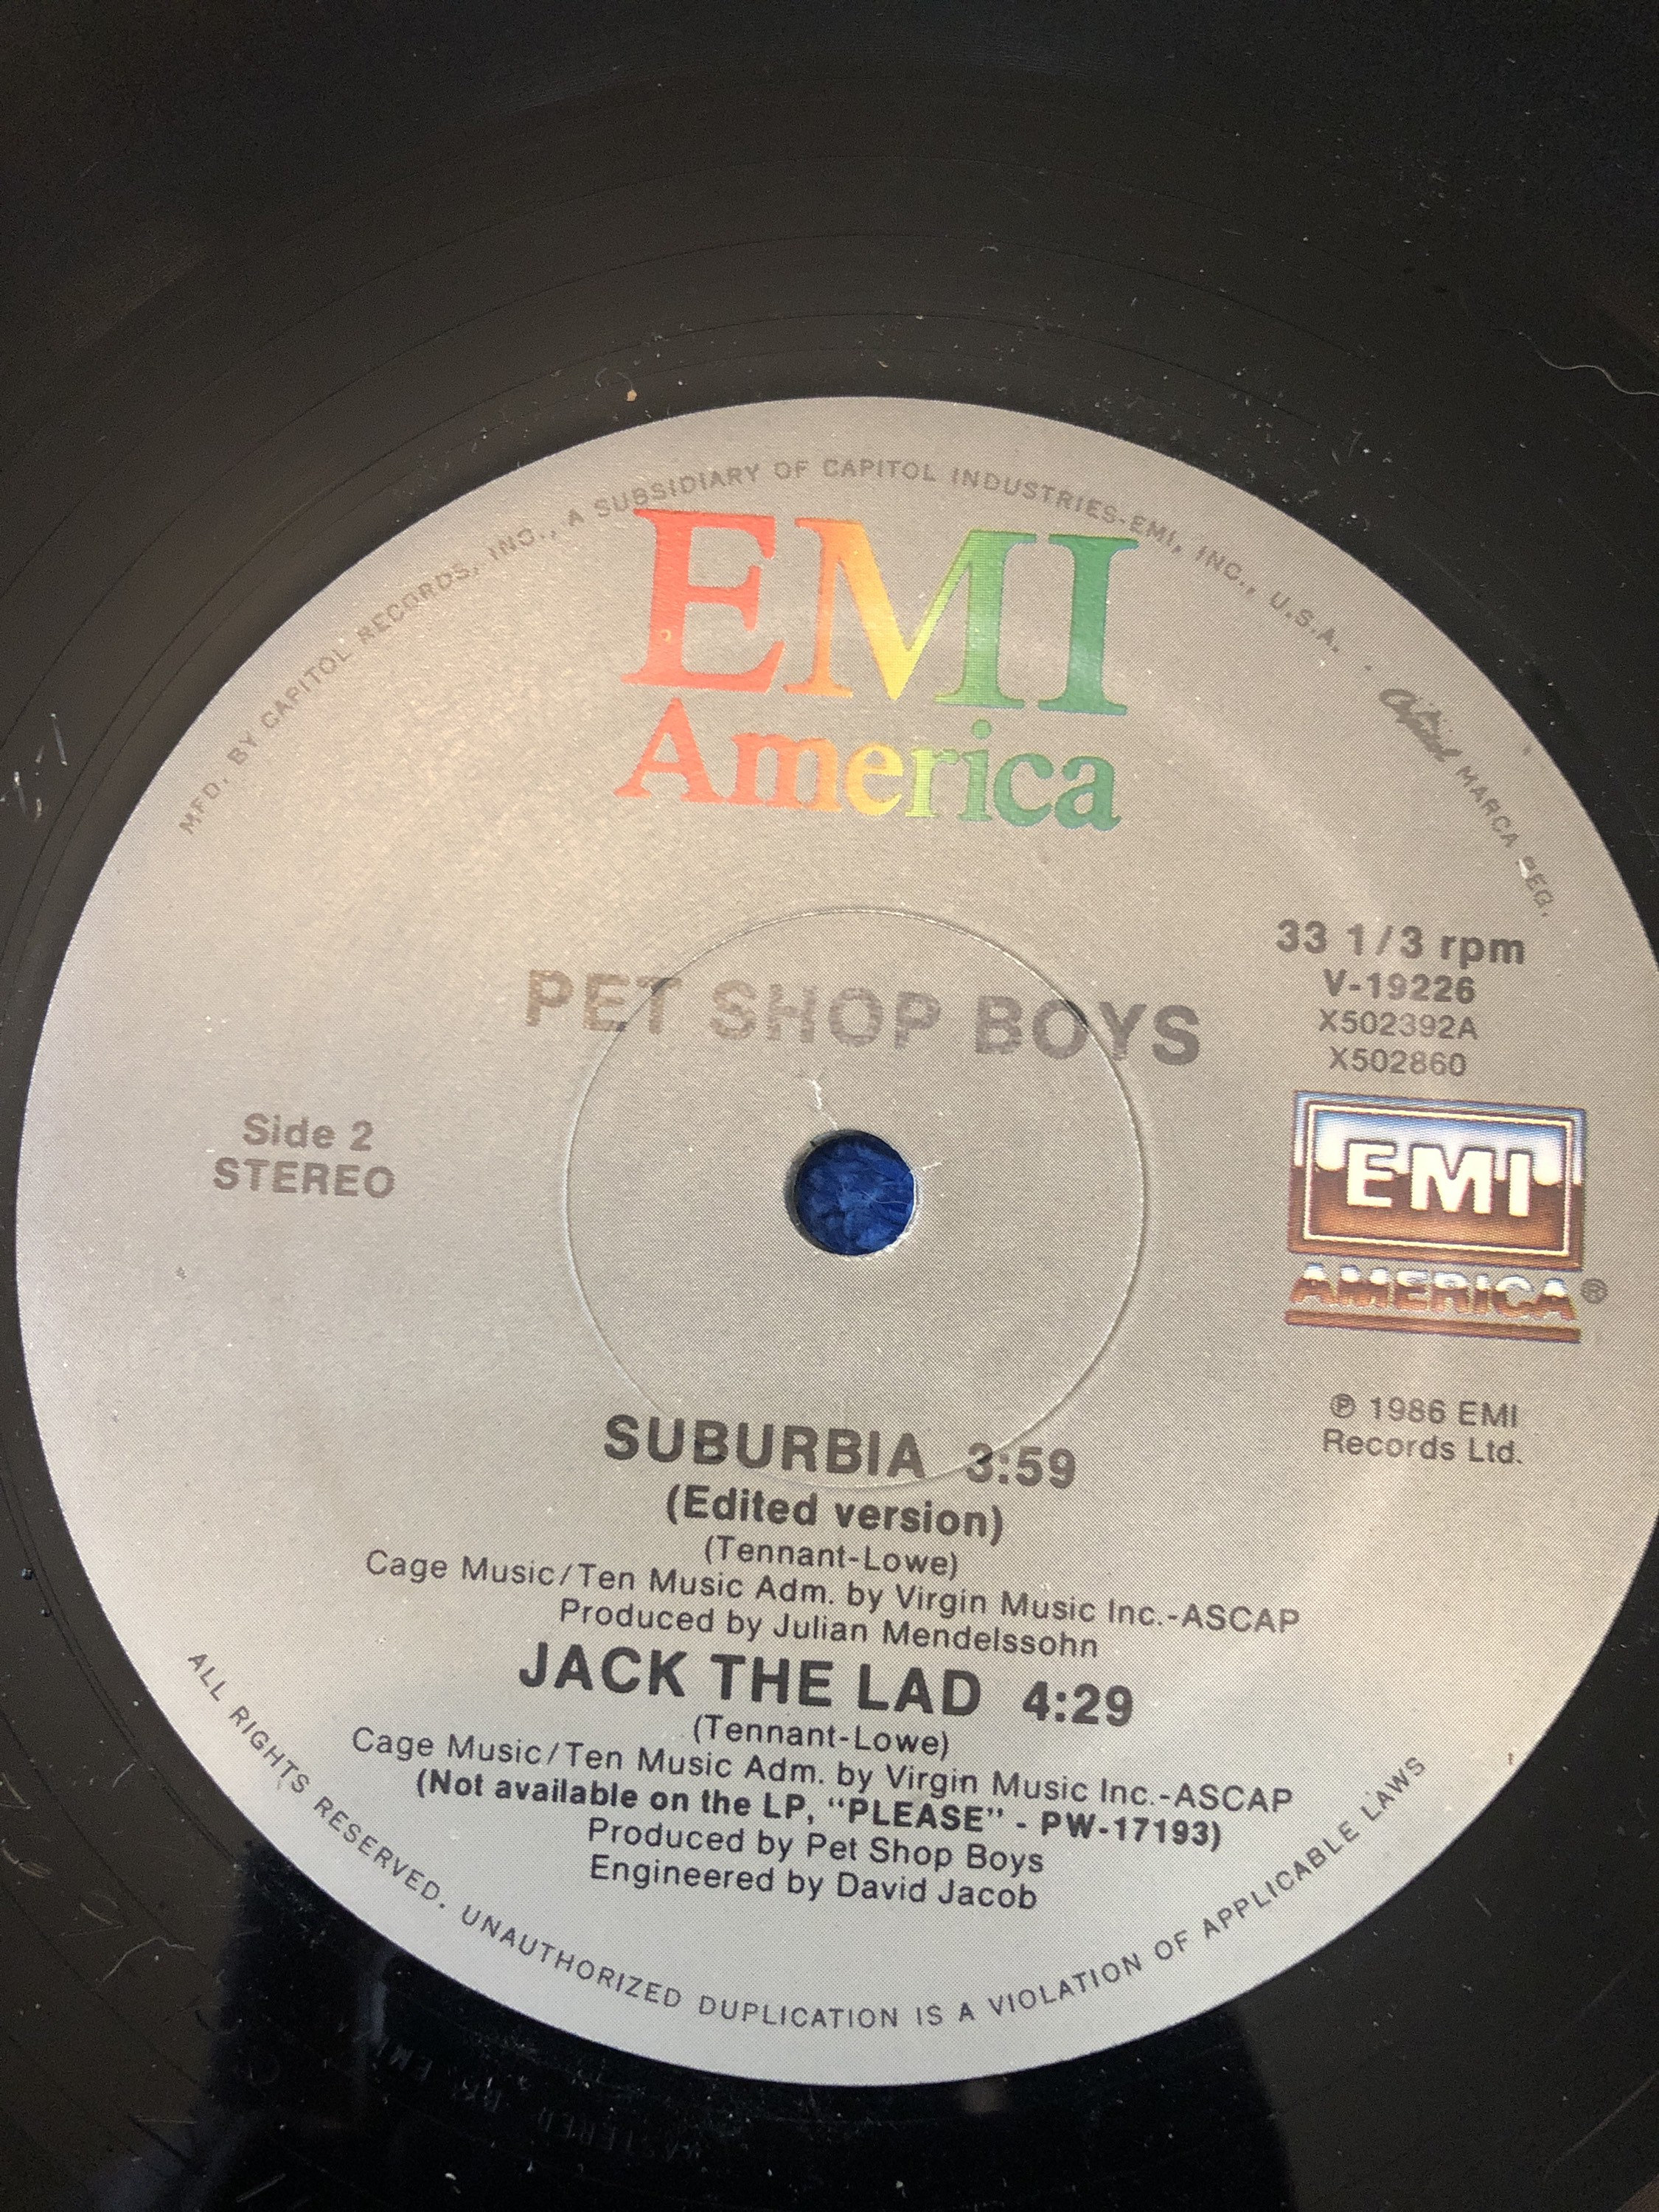 MFD. BY CAPITOL RECORDS, INC., A SUBSIDIARY OF CAPITOL INDUSTRIES-EMI, INC., U.S.A. · Capitol MARCA REG.
EMI
America
PET SHOP BOYS
33 1/3 rpm
V-19226
X502392A
X502860
Side 2
STEREO
EMI
AMERICA®
℗ 1986 EMI
Records Ltd.
SUBURBIA 3:59
(Edited version)
(Tennant-Lowe)
Cage Music/Ten Music Adm. by Virgin Music Inc.-ASCAP
Produced by Julian Mendelssohn
JACK THE LAD 4:29
(Tennant-Lowe)
Cage Music/Ten Music Adm. by Virgin Music Inc.-ASCAP
(Not available on the LP, "PLEASE" - PW-17193)
Produced by Pet Shop Boys
Engineered by David Jacob
ALL RIGHTS RESERVED. UNAUTHORIZED DUPLICATION IS A VIOLATION OF APPLICABLE LAWS